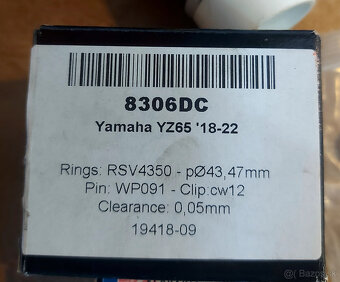 8306DC
Yamaha YZ65 '18-22
Rings: RSV4350 - pØ43,47mm
Pin: WP091 - Clip:cw12
Clearance: 0,05mm
19418-09